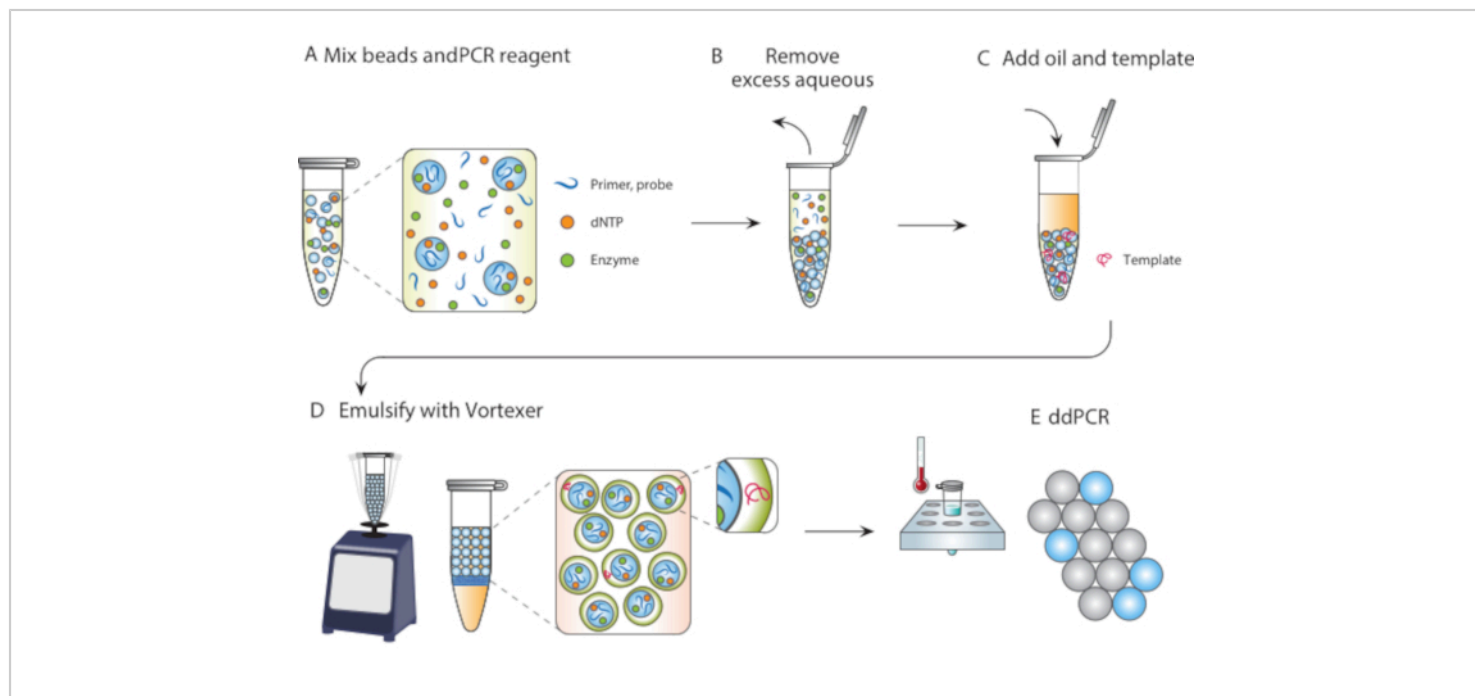 A Mix beads andPCR reagent
B Remove
excess aqueous
C Add oil and template
Primer, probe
dNTP
Enzyme
Template
D Emulsify with Vortexer
E ddPCR